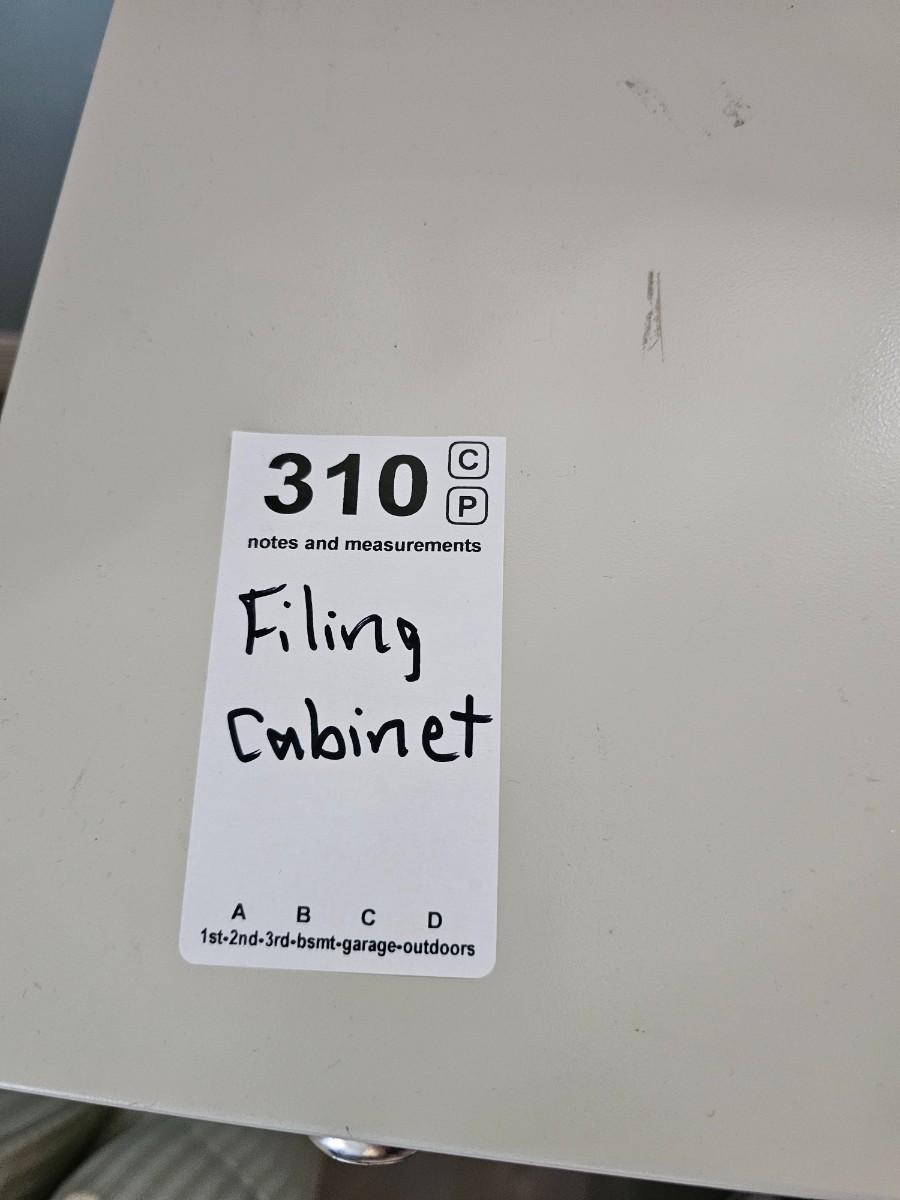 310 C
P
notes and measurements
Filing
Cabinet
A B C D
1st-2nd-3rd-bsmt-garage-outdoors